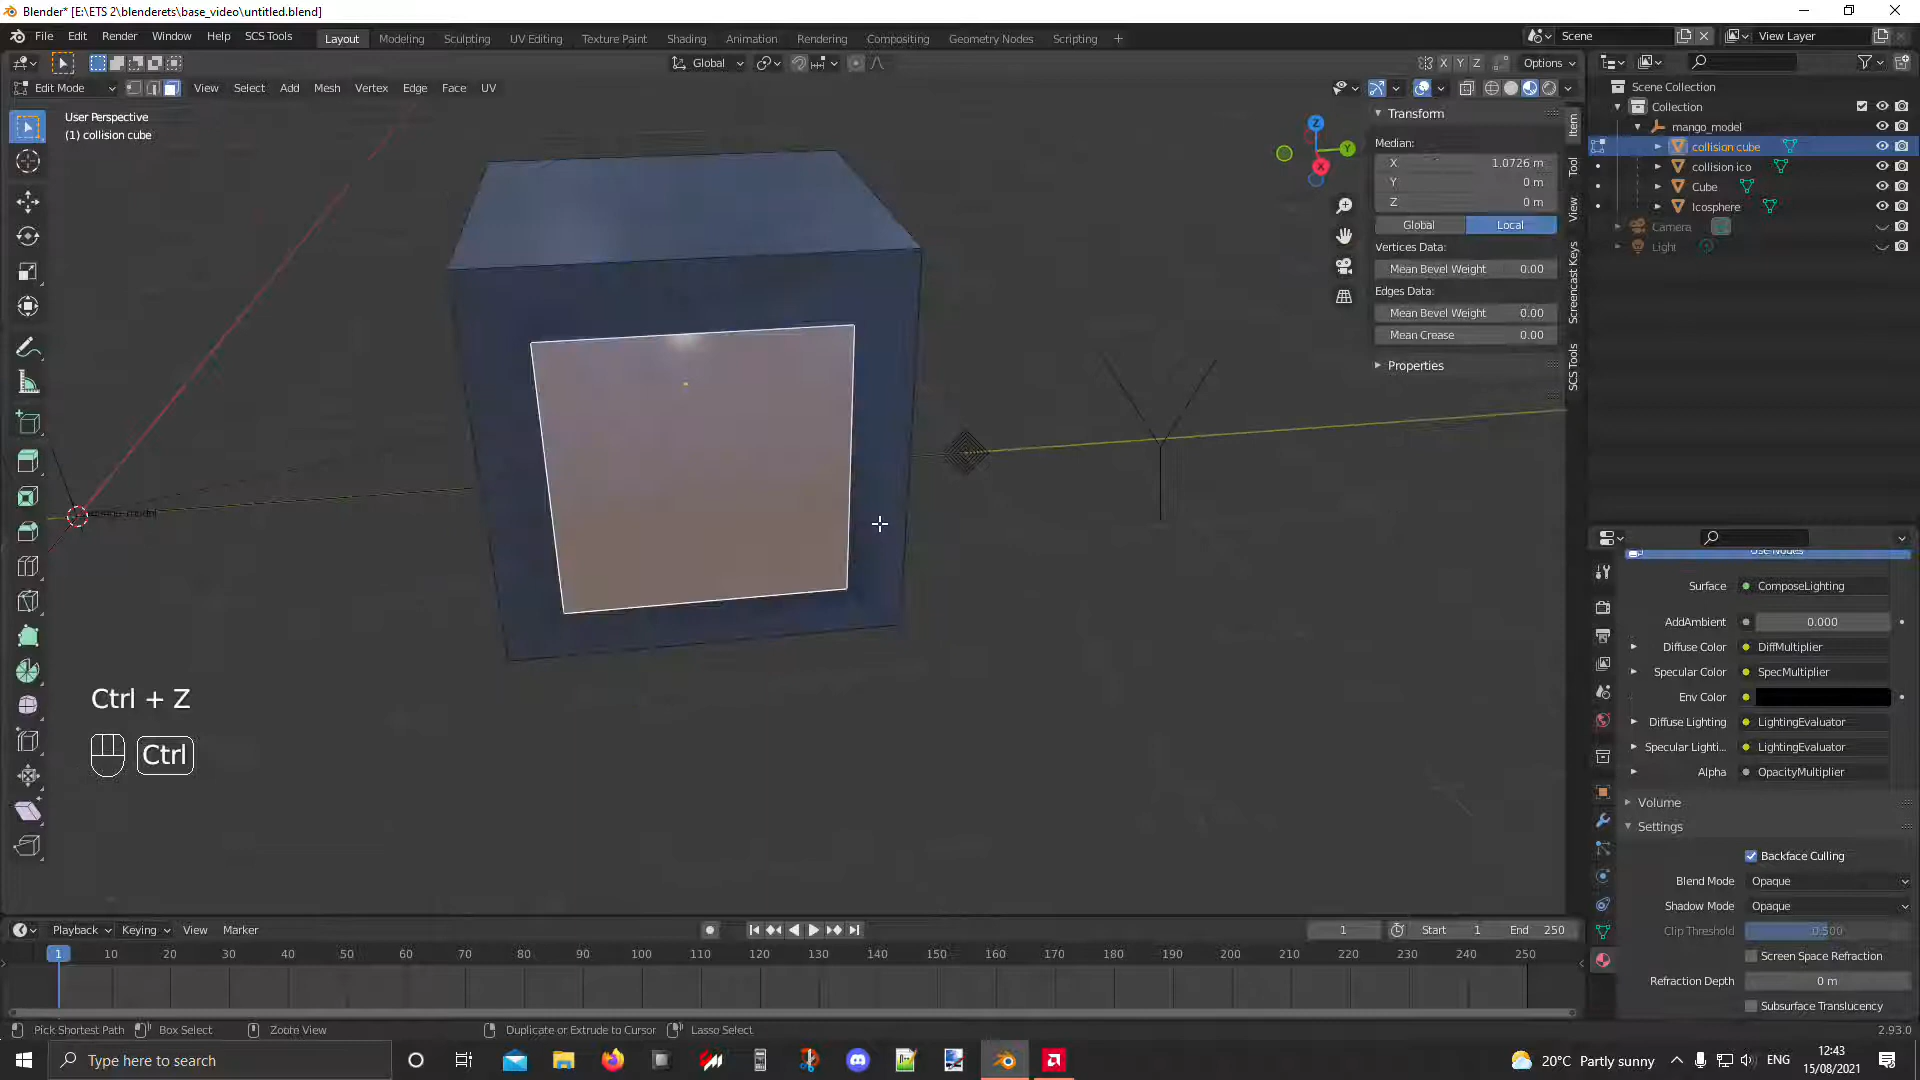 Blender* [E:\ETS 2\blenderets\base_video\untitled.blend]
File Edit Render Window Help SCS Tools
Layout Modeling Sculpting UV Editing Texture Paint Shading Animation Rendering Compositing Geometry Nodes Scripting +
Scene
View Layer
Global
X Y Z
Options
Edit Mode
View Select Add Mesh Vertex Edge Face UV
User Perspective
(1) collision cube
Z
Y
X
Transform
Median:
X 1.0726 m
Y 0 m
Z 0 m
Global Local
Vertices Data:
Mean Bevel Weight 0.00
Edges Data:
Mean Bevel Weight 0.00
Mean Crease 0.00
Properties
Item
Tool
View
Screencast Keys
SCS Tools
Scene Collection
Collection
mango_model
collision cube
collision ico
Cube
Icosphere
Camera
Light
Ctrl + Z
Ctrl
Use Nodes
Surface ComposeLighting
AddAmbient 0.000
Diffuse Color DiffMultiplier
Specular Color SpecMultiplier
Env Color
Diffuse Lighting LightingEvaluator
Specular Lighti... LightingEvaluator
Alpha OpacityMultiplier
Volume
Settings
Backface Culling
Blend Mode Opaque
Shadow Mode Opaque
Clip Threshold 0.500
Screen Space Refraction
Refraction Depth 0 m
Subsurface Translucency
Playback Keying View Marker
1
Start 1
End 250
1 10 20 30 40 50 60 70 80 90 100 110 120 130 140 150 160 170 180 190 200 210 220 230 240 250
Pick Shortest Path Box Select Zoom View Duplicate or Extrude to Cursor Lasso Select
2.93.0
Type here to search
20°C Partly sunny
ENG
12:43
15/08/2021